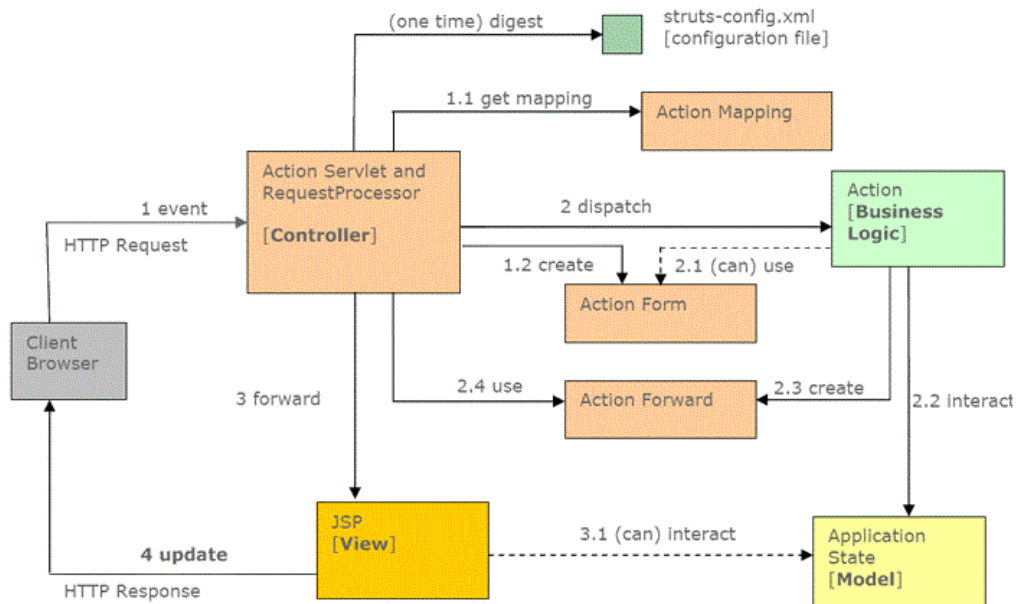 (one time) digest
struts-config.xml
[configuration file]
1.1 get mapping
Action Mapping
Action Servlet and
RequestProcessor
[Controller]
1 event
HTTP Request
2 dispatch
Action
[Business
Logic]
1.2 create
2.1 (can) use
Action Form
Client
Browser
3 forward
2.4 use
Action Forward
2.3 create
2.2 interact
JSP
[View]
3.1 (can) interact
Application
State
[Model]
4 update
HTTP Response